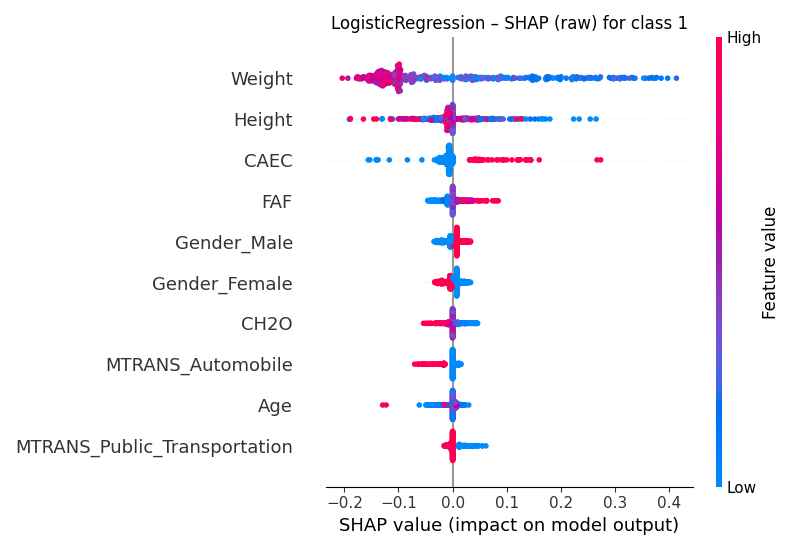 LogisticRegression – SHAP (raw) for class 1
High
Weight
Height
CAEC
FAF
Gender_Male
Gender_Female
CH2O
MTRANS_Automobile
Age
MTRANS_Public_Transportation
Feature value
Low
−0.2 −0.1 0.0 0.1 0.2 0.3 0.4
SHAP value (impact on model output)